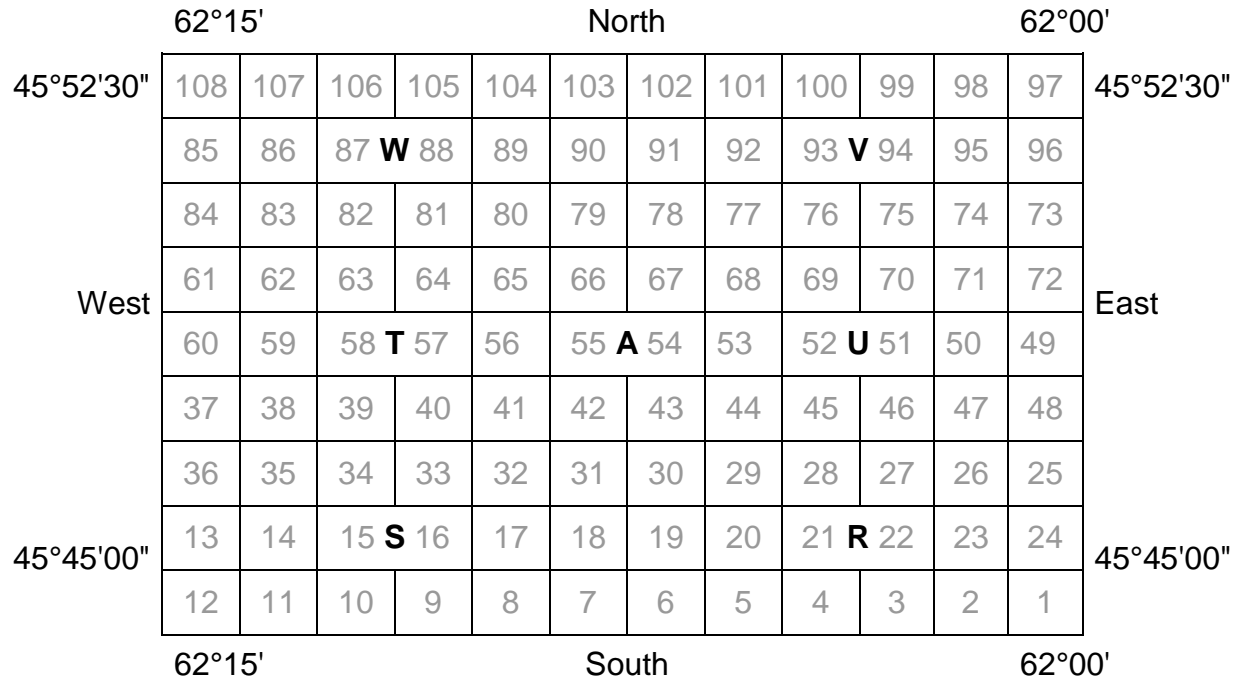 62°15' North 62°00'
45°52'30" 108 107 106 105 104 103 102 101 100 99 98 97 45°52'30"
85 86 87 W 88 89 90 91 92 93 V 94 95 96
84 83 82 81 80 79 78 77 76 75 74 73
61 62 63 64 65 66 67 68 69 70 71 72
West East
60 59 58 T 57 56 55 A 54 53 52 U 51 50 49
37 38 39 40 41 42 43 44 45 46 47 48
36 35 34 33 32 31 30 29 28 27 26 25
13 14 15 S 16 17 18 19 20 21 R 22 23 24
45°45'00" 45°45'00"
12 11 10 9 8 7 6 5 4 3 2 1
62°15' South 62°00'